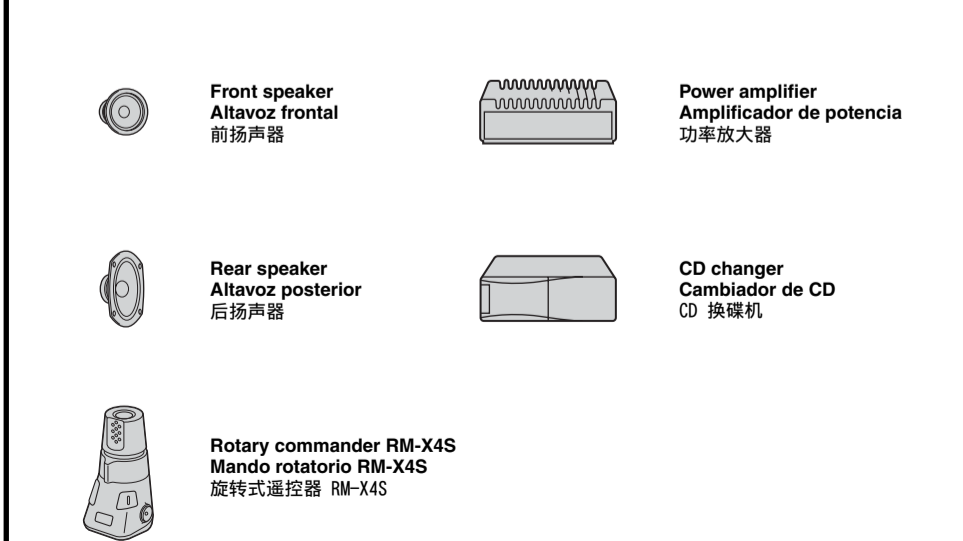 Front speaker
Altavoz frontal
前扬声器
Power amplifier
Amplificador de potencia
功率放大器
Rear speaker
Altavoz posterior
后扬声器
CD changer
Cambiador de CD
CD 换碟机
Rotary commander RM-X4S
Mando rotatorio RM-X4S
旋转式遥控器 RM-X4S